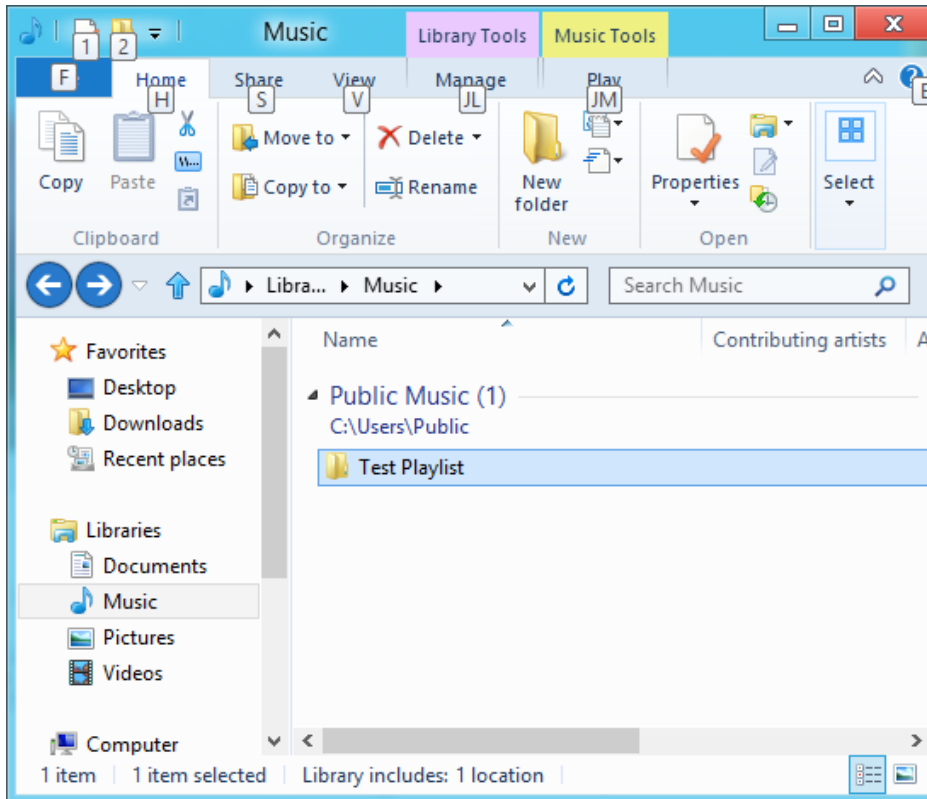 Music
Library Tools
Music Tools
1
2
F
Home
Share
View
Manage
Play
H
S
V
JL
JM
E
Copy
Paste
Move to
Copy to
Delete
Rename
New folder
Properties
Select
Clipboard
Organize
New
Open
Libra...
Music
Search Music
Favorites
Desktop
Downloads
Recent places
Libraries
Documents
Music
Pictures
Videos
Computer
Name
Contributing artists
A
Public Music (1)
C:\Users\Public
Test Playlist
1 item
1 item selected
Library includes: 1 location